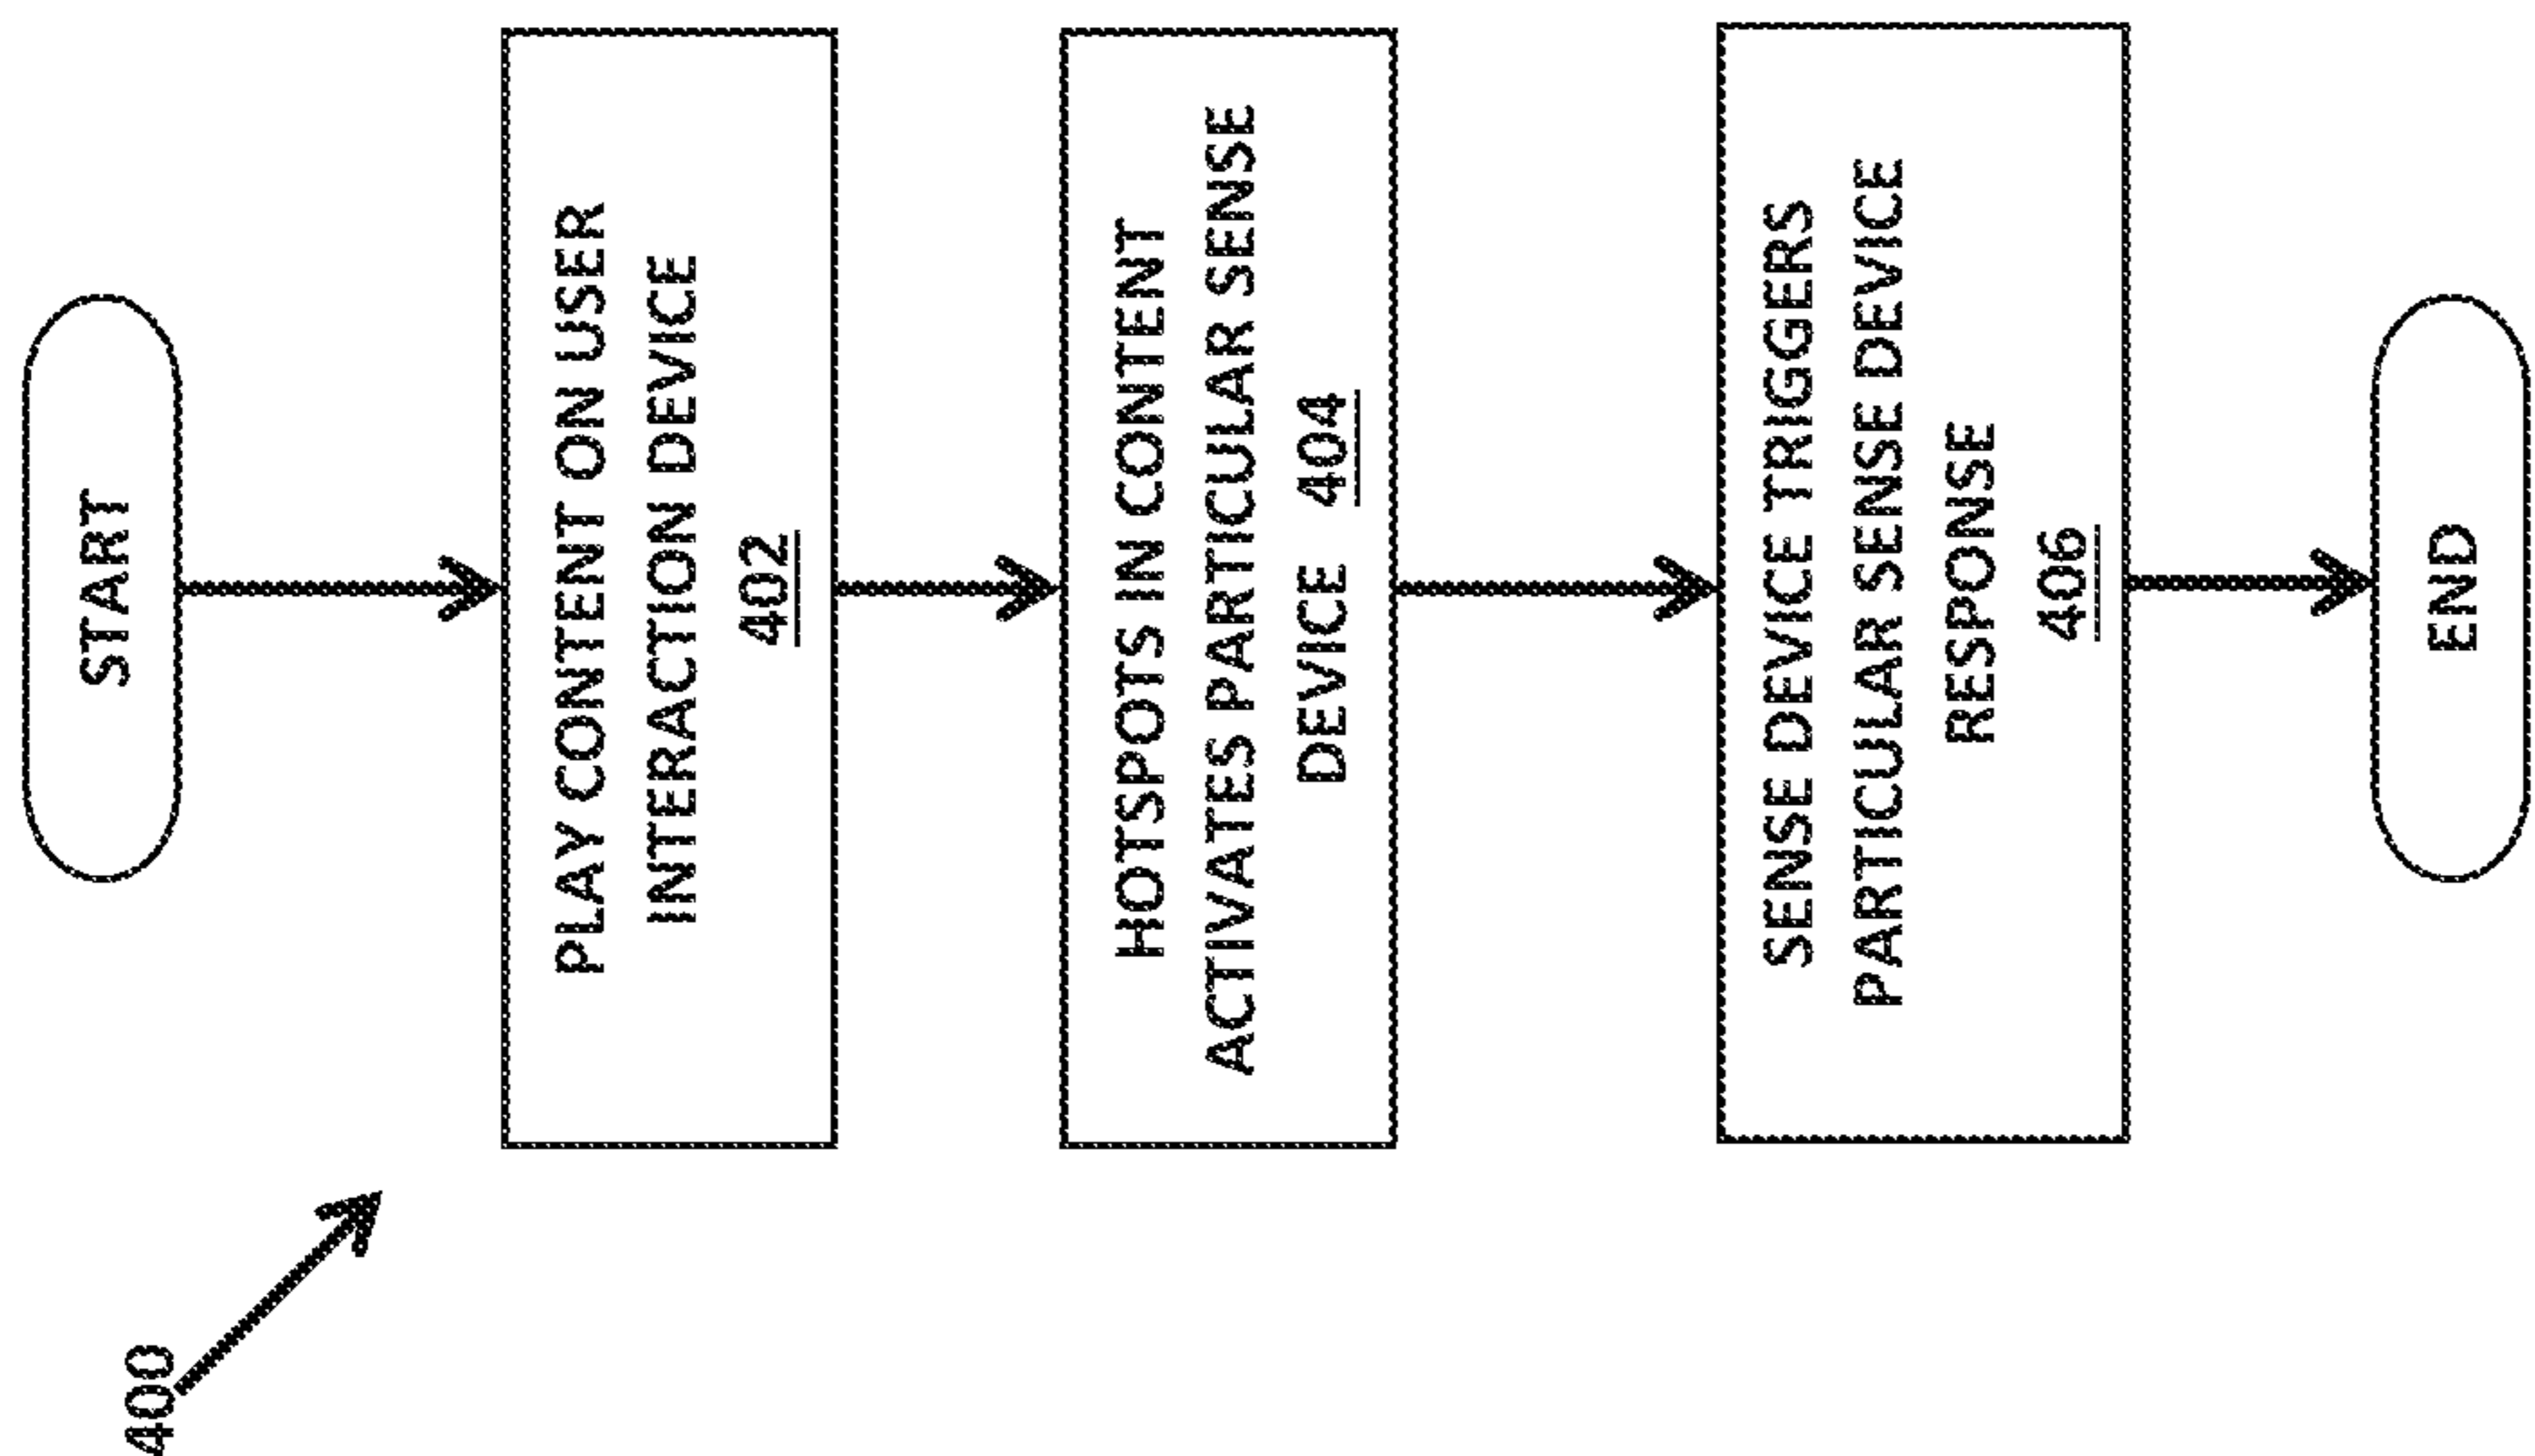 400
START
PLAY CONTENT ON USER
INTERACTION DEVICE
402
HOTSPOTS IN CONTENT
ACTIVATES PARTICULAR SENSE
DEVICE 404
SENSE DEVICE TRIGGERS
PARTICULAR SENSE DEVICE
RESPONSE
406
END